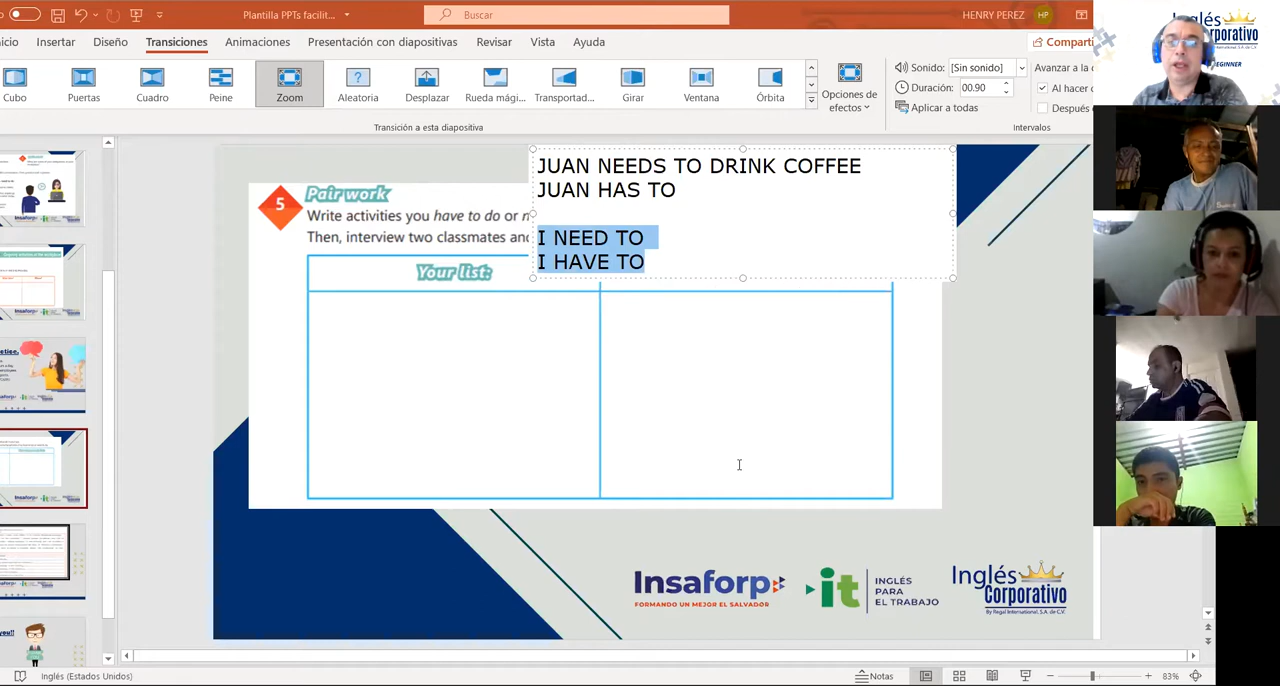 Plantilla PPTs facilit...
Buscar
HENRY PEREZ
HP
Insertar
Diseño
Transiciones
Animaciones
Presentación con diapositivas
Revisar
Vista
Ayuda
Cubo
Puertas
Cuadro
Peine
Zoom
Aleatoria
Desplazar
Rueda mági...
Transportad...
Girar
Ventana
Órbita
Opciones de
efectos
Sonido:
[Sin sonido]
Duración:
00.90
Aplicar a todas
Avanzar a la
Al hacer
Después
Transición a esta diapositiva
Intervalos
JUAN NEEDS TO DRINK COFFEE
JUAN HAS TO
I NEED TO
I HAVE TO
5
Pair work
Write activities you have to do or
Then, interview two classmates
Your list:
Insaforp
FORMANDO UN MEJOR EL SALVADOR
it
INGLÉS
PARA
EL TRABAJO
Inglés
Corporativo
By Regal International, S.A. de C.V.
Inglés
Corporativo
BEGINNER
Inglés (Estados Unidos)
Notas
83%